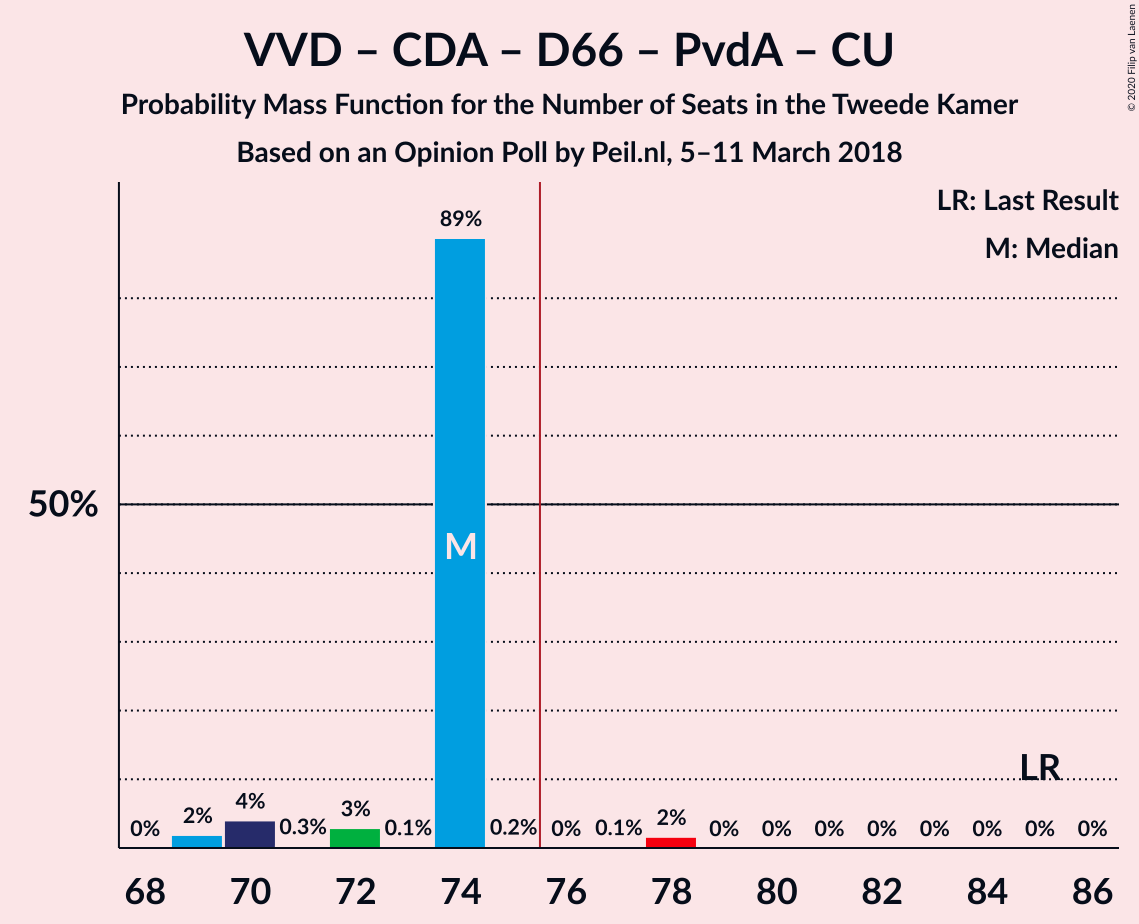 VVD – CDA – D66 – PvdA – CU
Probability Mass Function for the Number of Seats in the Tweede Kamer
Based on an Opinion Poll by Peil.nl, 5–11 March 2018
© 2020 Filip van Laenen
LR: Last Result
M: Median
89%
50%
M
LR
0% 2% 4% 0.3% 3% 0.1% 0.2% 0% 0.1% 2% 0% 0% 0% 0% 0% 0% 0% 0%
68 70 72 74 76 78 80 82 84 86